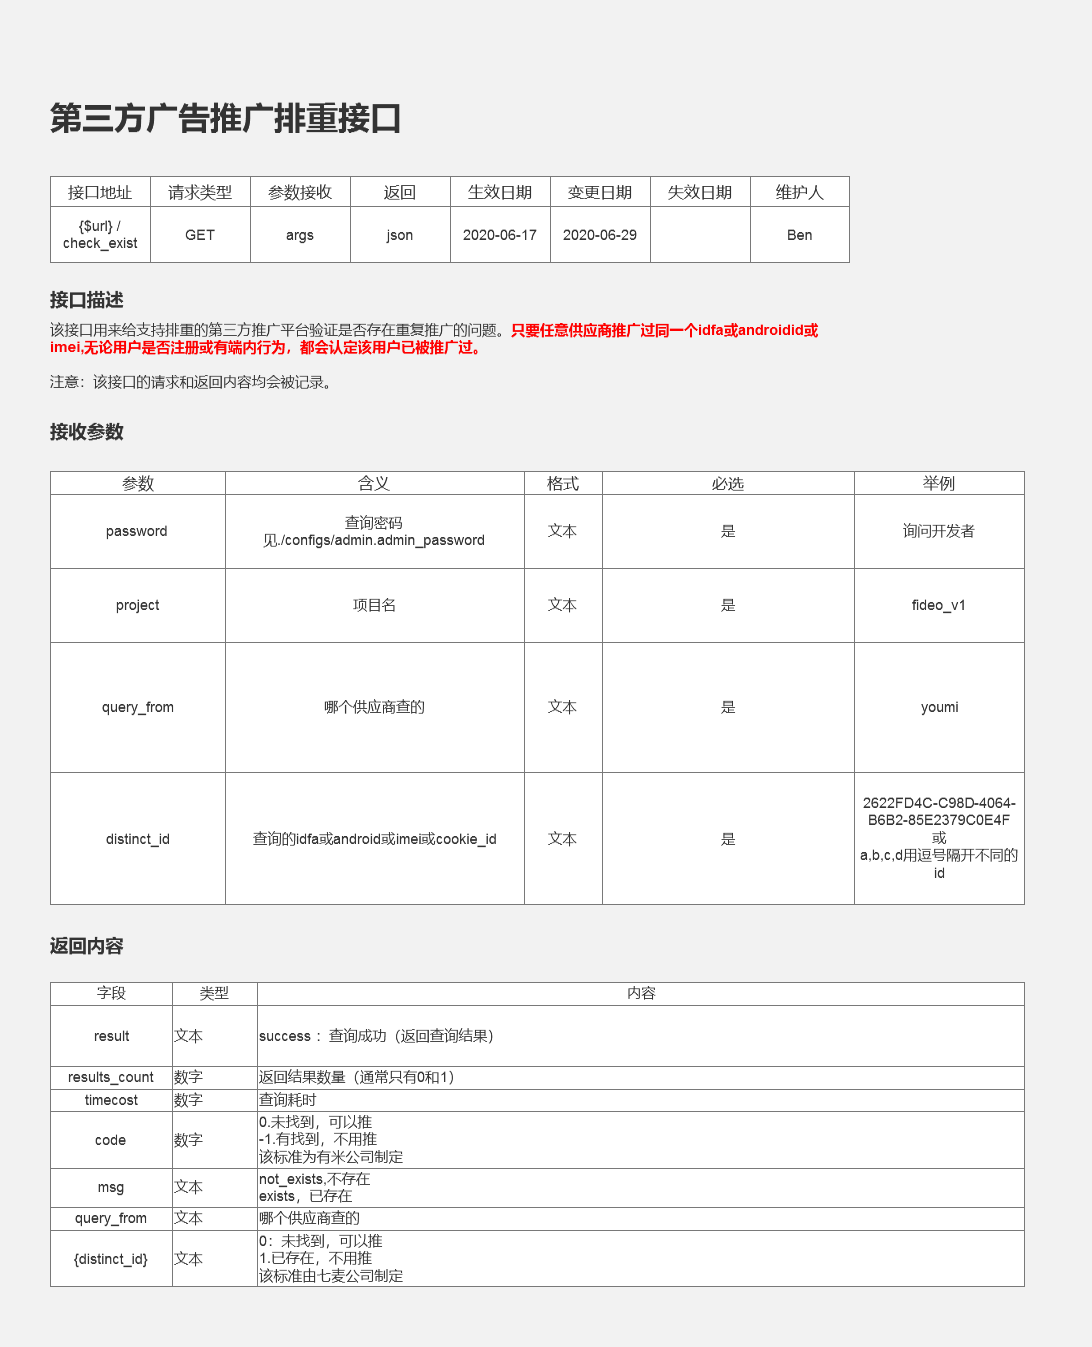 第三方广告推广排重接口
接口地址 请求类型 参数接收 返回 生效日期 变更日期 失效日期 维护人
{$url} /
check_exist GET args json 2020-06-17 2020-06-29 Ben
接口描述
该接口用来给支持排重的第三方推广平台验证是否存在重复推广的问题。只要任意供应商推广过同一个idfa或androidid或
imei,无论用户是否注册或有端内行为，都会认定该用户已被推广过。
注意：该接口的请求和返回内容均会被记录。
接收参数
参数 含义 格式 必选 举例
password 查询密码
见./configs/admin.admin_password 文本 是 询问开发者
project 项目名 文本 是 fideo_v1
query_from 哪个供应商查的 文本 是 youmi
distinct_id 查询的idfa或android或imei或cookie_id 文本 是 2622FD4C-C98D-4064-
B6B2-85E2379C0E4F
或
a,b,c,d用逗号隔开不同的
id
返回内容
字段 类型 内容
result 文本 success：查询成功（返回查询结果）
results_count 数字 返回结果数量（通常只有0和1）
timecost 数字 查询耗时
code 数字 0.未找到，可以推
-1.有找到，不用推
该标准为有米公司制定
msg 文本 not_exists,不存在
exists，已存在
query_from 文本 哪个供应商查的
{distinct_id} 文本 0：未找到，可以推
1.已存在，不用推
该标准由七麦公司制定